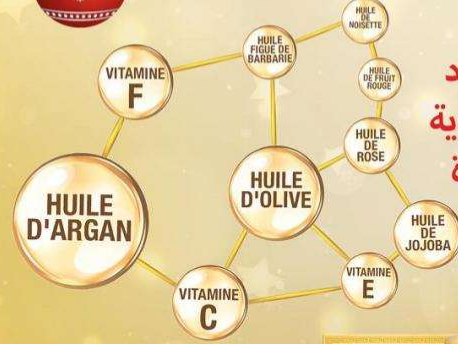 HUILE
DE
NOISETTE
HUILE
FIGUE DE
BARBARIE
VITAMINE
F
HUILE
DE FRUIT
ROUGE
HUILE
DE
ROSE
HUILE
D'ARGAN
HUILE
D'OLIVE
HUILE
DE
JOJOBA
VITAMINE
C
VITAMINE
E